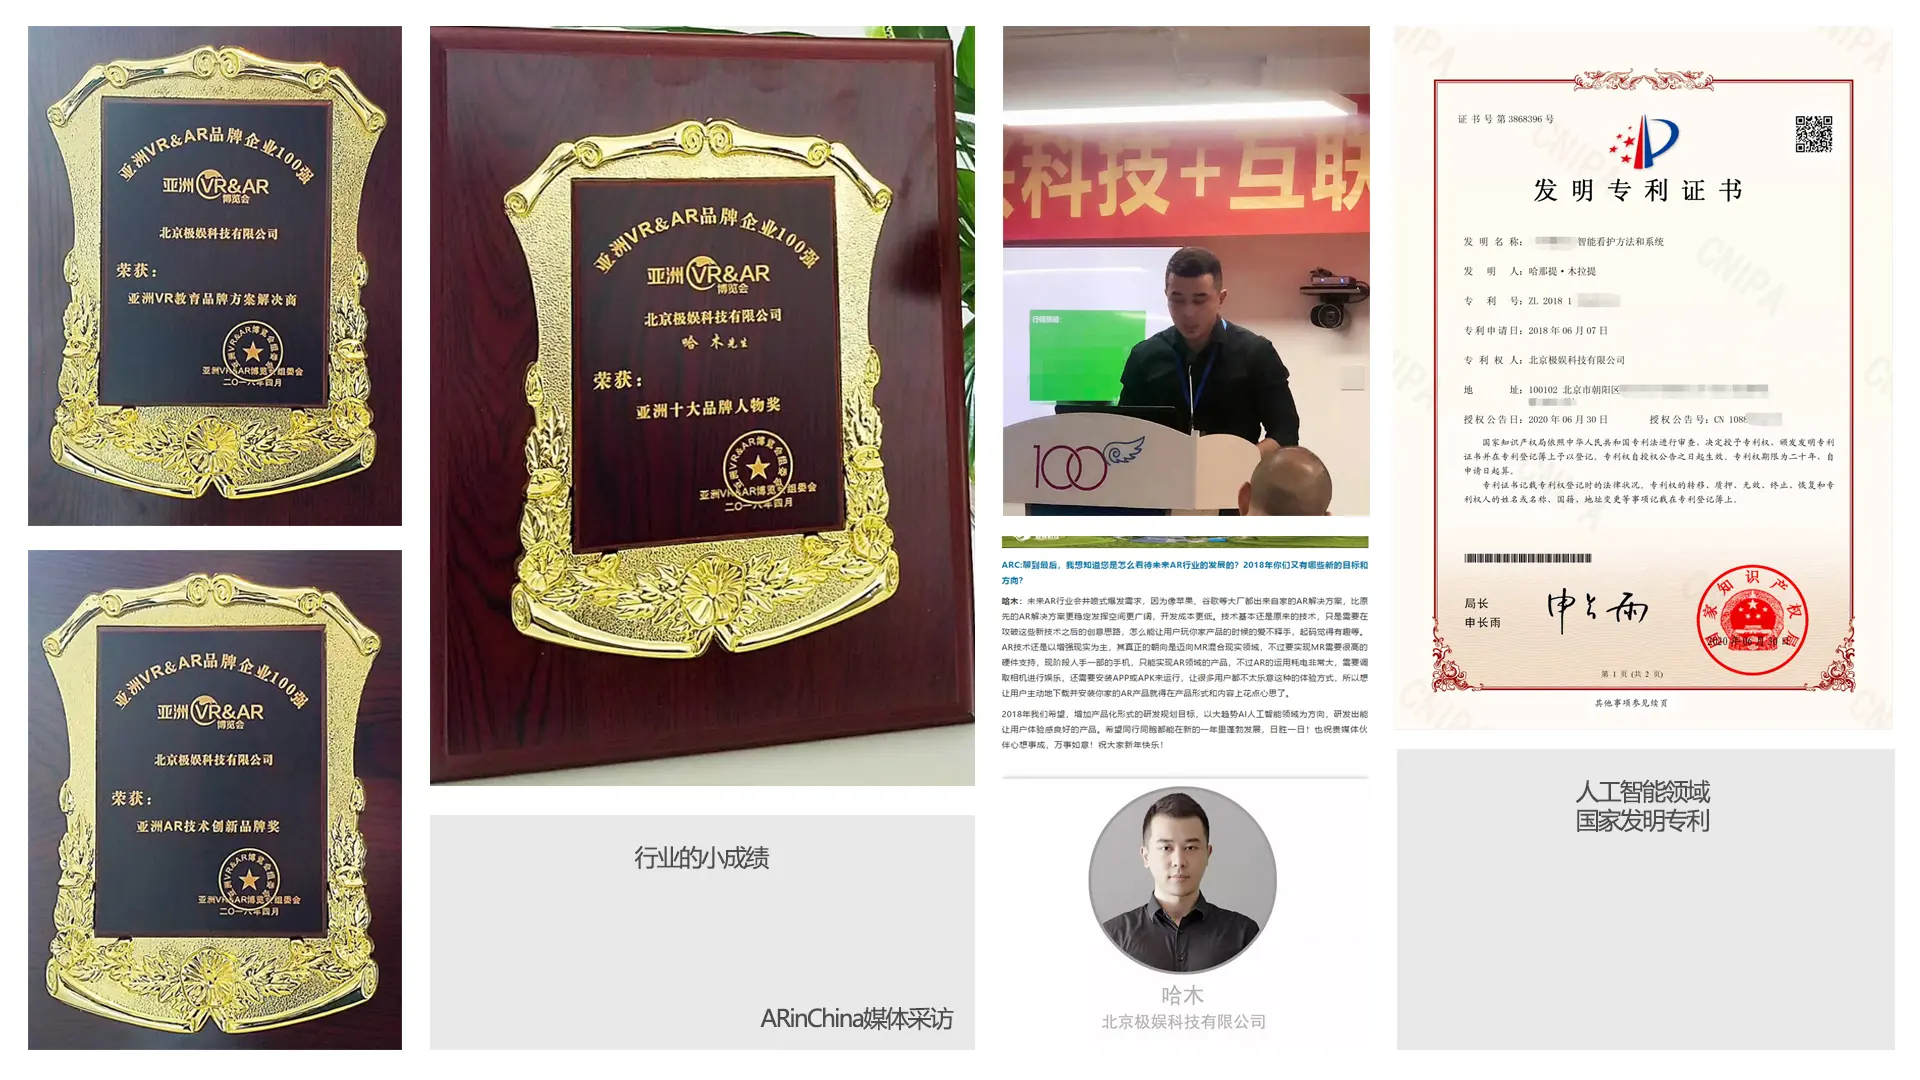 亚洲VR&AR品牌企业100强
亚洲VR&AR
博览会
北京极娱科技有限公司
荣获：
亚洲VR教育品牌方案解决商
亚洲VR&AR博览会组委会
二〇一八年四月
亚洲VR&AR品牌企业100强
亚洲VR&AR
博览会
北京极娱科技有限公司
荣获：
亚洲AR技术创新品牌奖
亚洲VR&AR博览会组委会
二〇一八年四月
亚洲VR&AR品牌企业100强
亚洲VR&AR
博览会
北京极娱科技有限公司
哈 木先生
荣获：
亚洲十大品牌人物奖
亚洲VR&AR博览会组委会
二〇一八年四月
行业的小成绩
ARinChina媒体采访
科技+互联
100
ARC:聊到最后，我想知道您是怎么看待未来AR行业的发展的？2018年你们又有哪些新的目标和
方向？
哈木：未来AR行业会井喷式爆发需求，因为像苹果、谷歌等大厂都出来自家的AR解决方案，比原
先的AR解决方案更稳定发挥空间更广阔，开发成本更低。技术基本还是原来的技术，只是需要在
攻破这些新技术之后的创意思路，怎么能让用户玩你家产品的时候的爱不释手，起码觉得有趣等。
AR技术还是以增强现实为主，其真正的朝向是迈向MR混合现实领域，不过要实现MR需要很高的
硬件支持，现阶段人手一部的手机，只能实现AR领域的产品，不过AR的运用耗电非常大，需要调
取相机进行娱乐，还需要安装APP或APK来运行，让很多用户都不太乐意这种的体验方式，所以想
让用户主动地下载并安装你家的AR产品就得在产品形式和内容上花点心思了。
2018年我们希望，增加产品化形式的研发规划目标，以大趋势AI人工智能领域为方向，研发出能
让用户体验感良好的产品。希望同行同胞都能在新的一年里蓬勃发展，日胜一日！也祝贵媒体伙
伴心想事成，万事如意！祝大家新年快乐！
哈木
北京极娱科技有限公司
证书号第3868396号
发明专利证书
发明名称：智能看护方法和系统
发明人：哈那提•木拉提
专利号：ZL 2018 1
专利申请日：2018年06月07日
专利权人：北京极娱科技有限公司
地址：100102 北京市朝阳区
授权公告日：2020年06月30日 授权公告号：CN 1088
国家知识产权局依照中华人民共和国专利法进行审查，决定授予专利权，颁发发明专利
证书并在专利登记簿上予以登记。专利权自授权公告之日起生效。专利权期限为二十年，自
申请日起算。
专利证书记载专利权登记时的法律状况。专利权的转移、质押、无效、终止、恢复和专
利权人的姓名或名称、国籍、地址变更等事项记载在专利登记簿上。
局长
申长雨
国家知识产权局
2020年06月30日
第 1 页 (共 2 页)
其他事项参见续页
CNIPA
人工智能领域
国家发明专利